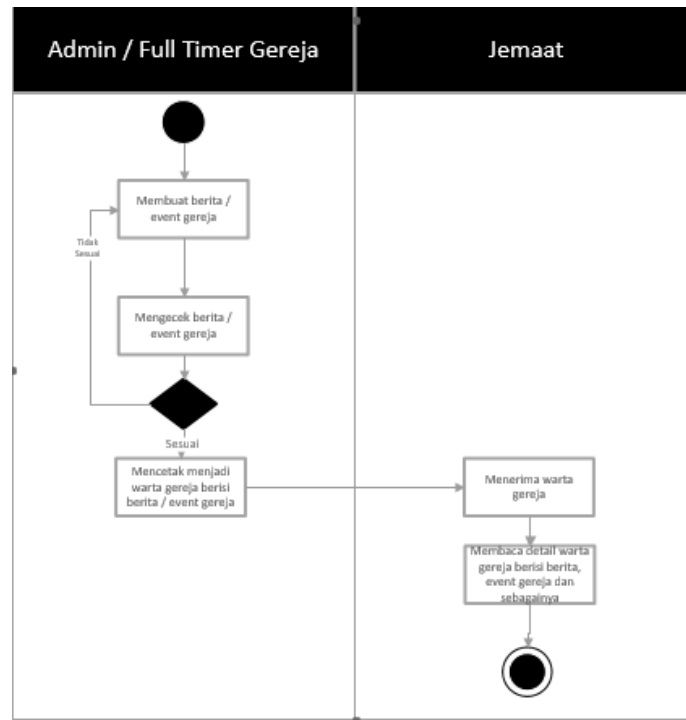 Admin / Full Timer Gereja
Jemaat
Membuat berita /
event gereja
Tidak
Sesuai
Mengecek berita /
event gereja
Sesuai
Mencetak menjadi
warta gereja berisi
berita / event gereja
Menerima warta
gereja
Membaca detail warta
gereja berisi berita,
event gereja dan
sebagainya